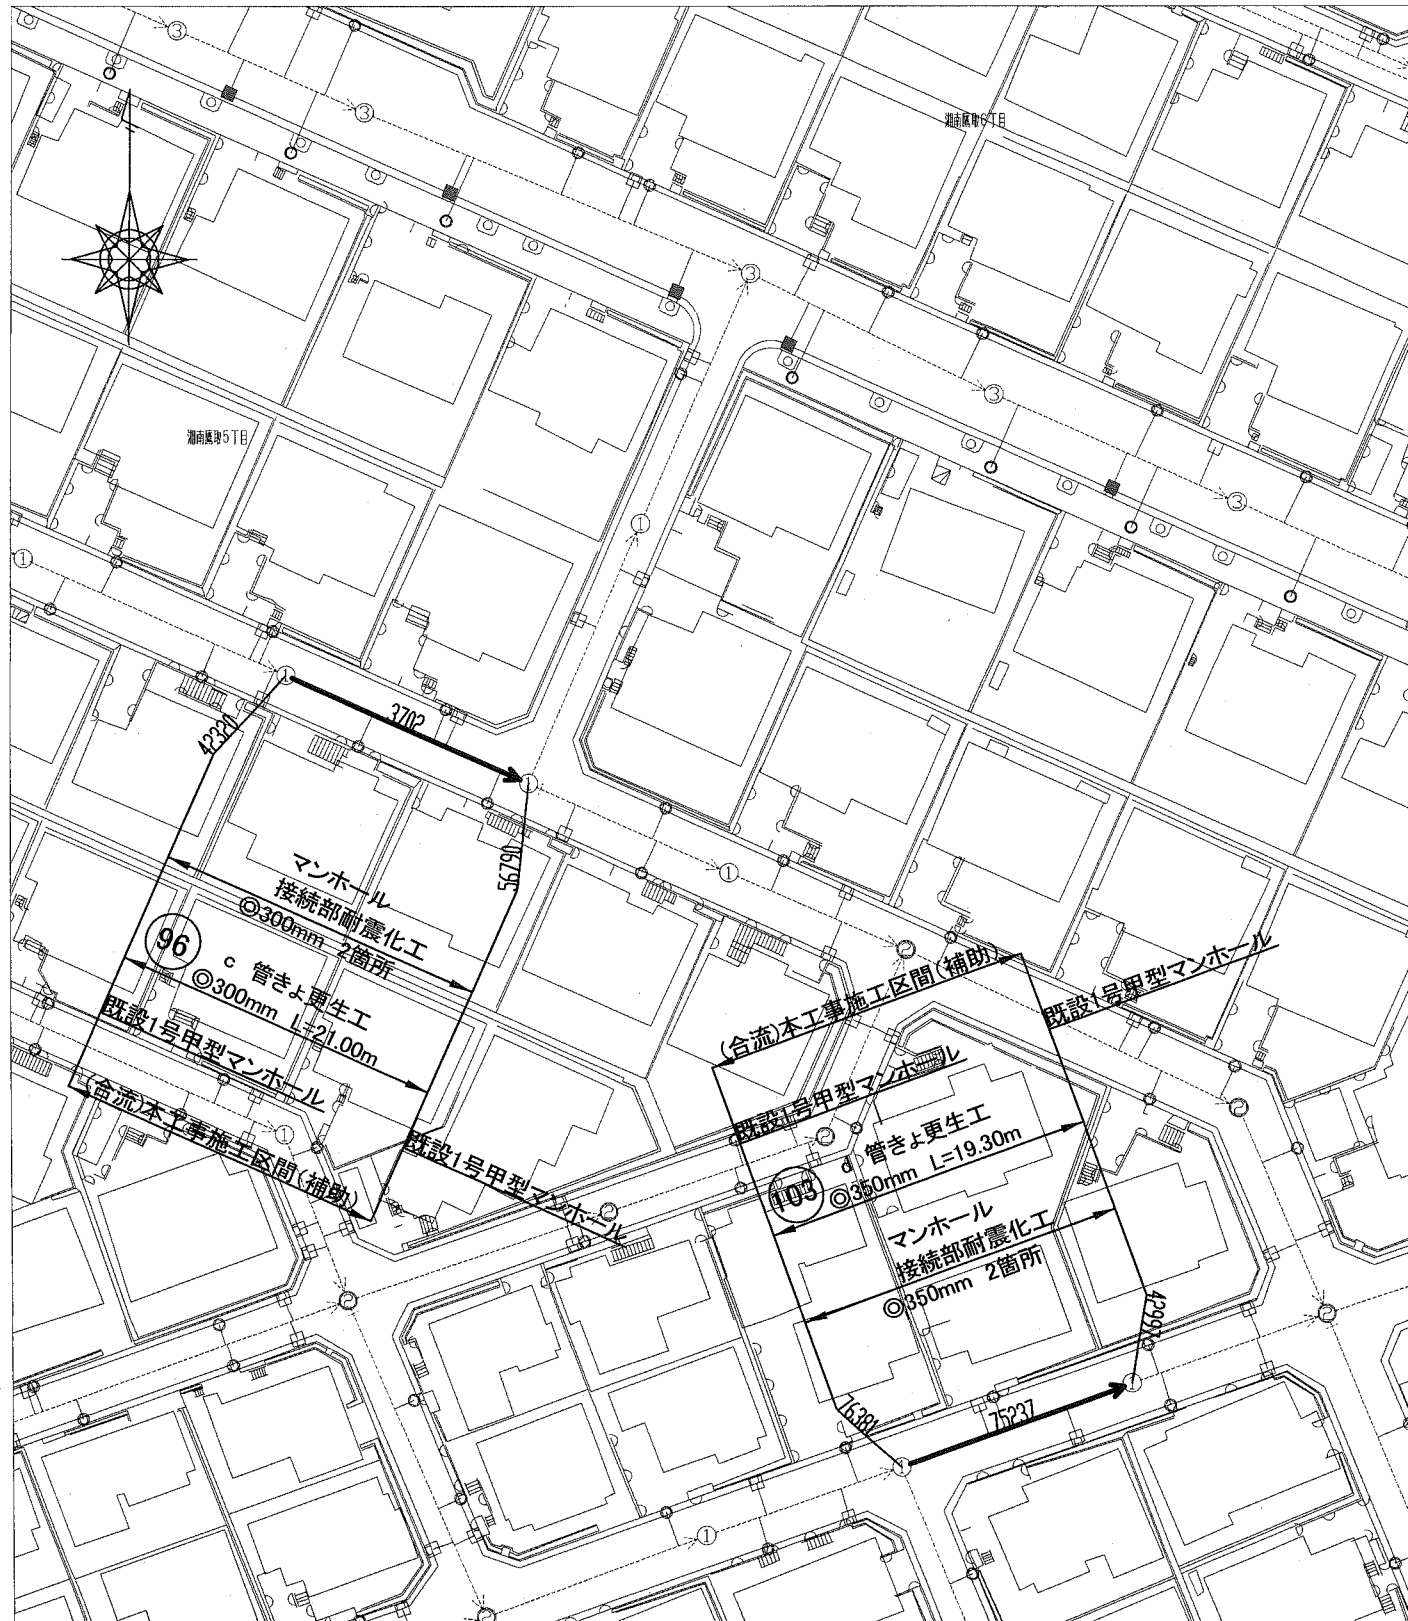 湘南鷹取6丁目
湘南鷹取5丁目
3702
42320
56790
マンホール
接続部耐震化工
◎300mm 2箇所
96
c 管きょ更生工
◎300mm L=21.00m
既設1号甲型マンホール
(合流)本工事施工区間(補助)
既設1号甲型マンホール
(合流)本工事施工区間(補助)
既設1号甲型マンホール
既設1号甲型マンホール
103
d 管きょ更生工
◎350mm L=19.30m
マンホール
接続部耐震化工
◎350mm 2箇所
76381
75237